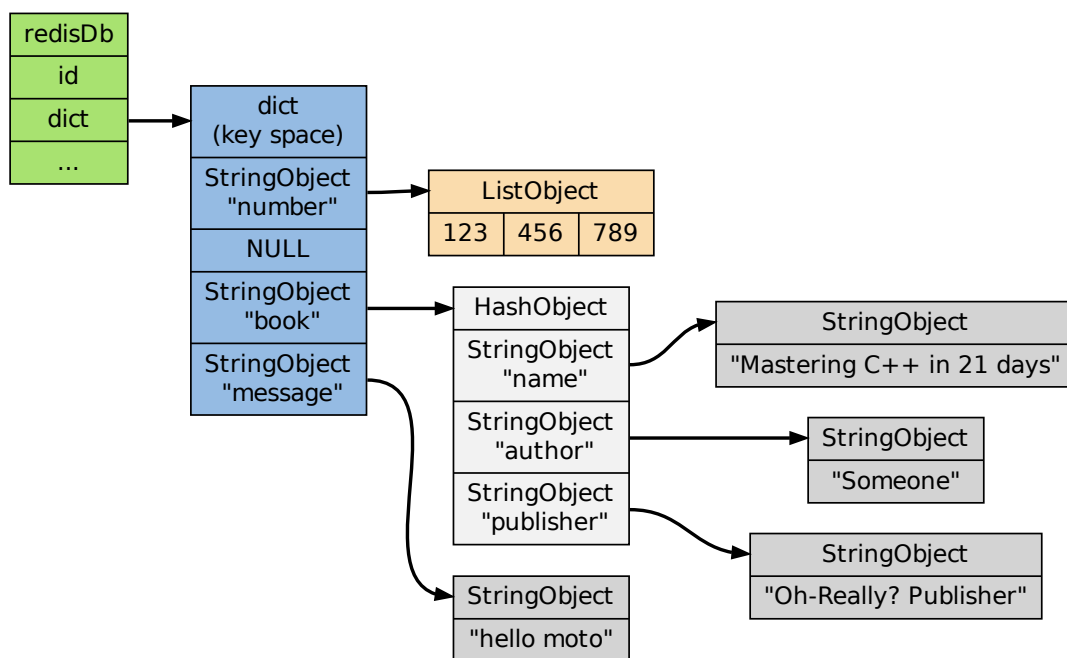 redisDb
id
dict
...
dict
(key space)
StringObject
"number"
NULL
StringObject
"book"
StringObject
"message"
ListObject
123 456 789
HashObject
StringObject
"name"
StringObject
"author"
StringObject
"publisher"
StringObject
"Mastering C++ in 21 days"
StringObject
"Someone"
StringObject
"Oh-Really? Publisher"
StringObject
"hello moto"